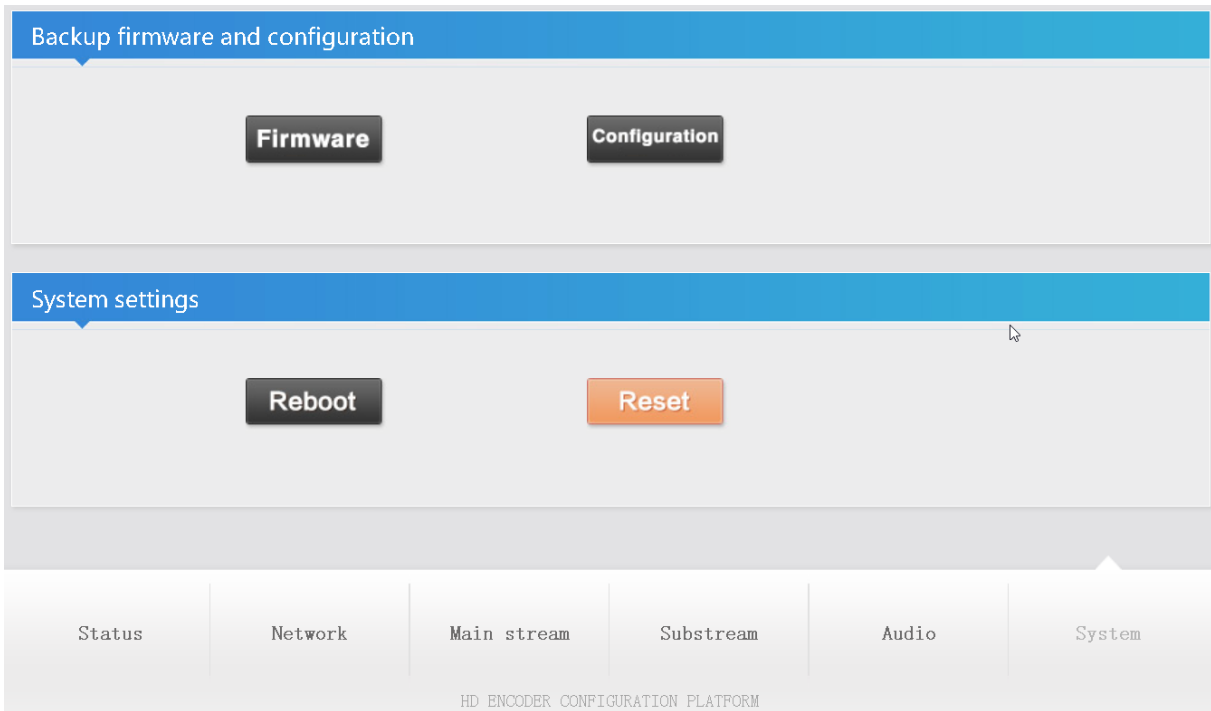 Backup firmware and configuration
Firmware Configuration
System settings
Reboot Reset
Status Network Main stream Substream Audio System
HD ENCODER CONFIGURATION PLATFORM